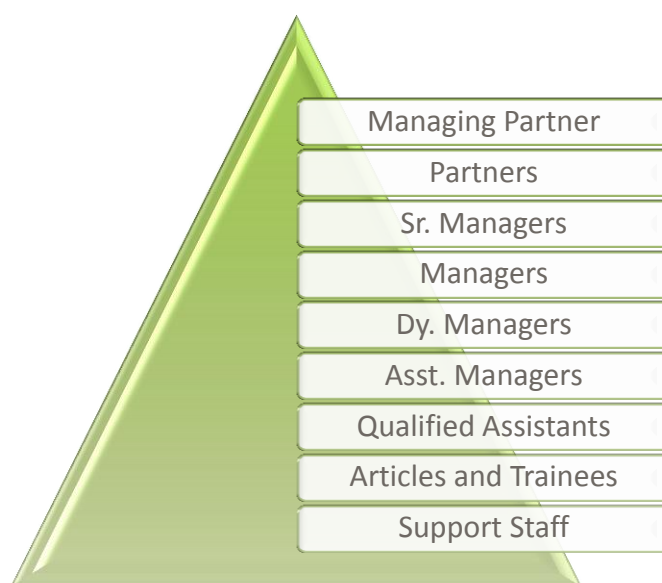 Managing Partner
Partners
Sr. Managers
Managers
Dy. Managers
Asst. Managers
Qualified Assistants
Articles and Trainees
Support Staff